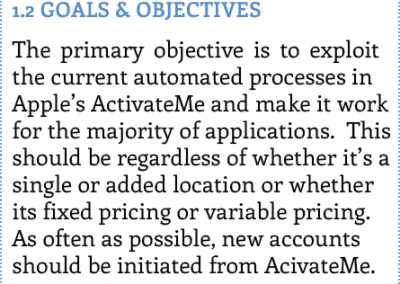 1.2 GOALS & OBJECTIVES
The primary objective is to exploit
the current automated processes in
Apple's ActivateMe and make it work
for the majority of applications.  This
should be regardless of whether it's a
single or added location or whether
its fixed pricing or variable pricing.
As often as possible, new accounts
should be initiated from AcivateMe.